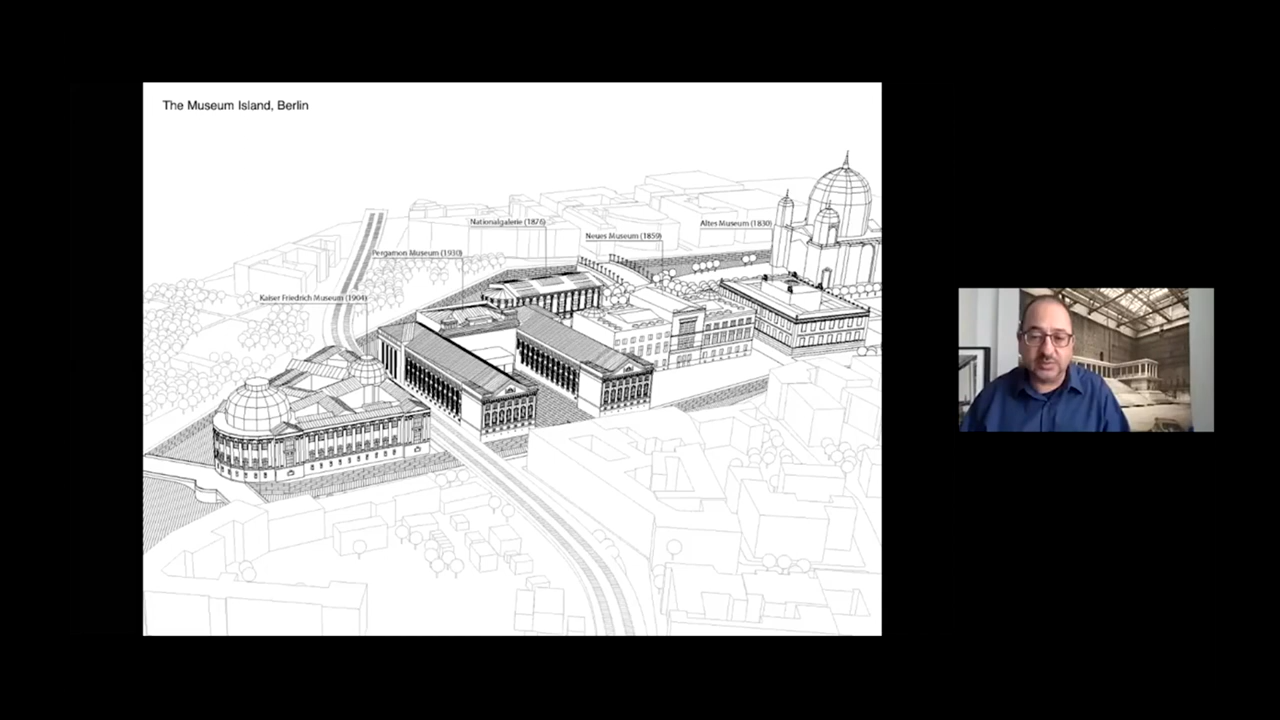 The Museum Island, Berlin
Nationalgalerie (1876)
Altes Museum (1830)
Neues Museum (1859)
Pergamon Museum (1930)
Kaiser Friedrich Museum (1904)